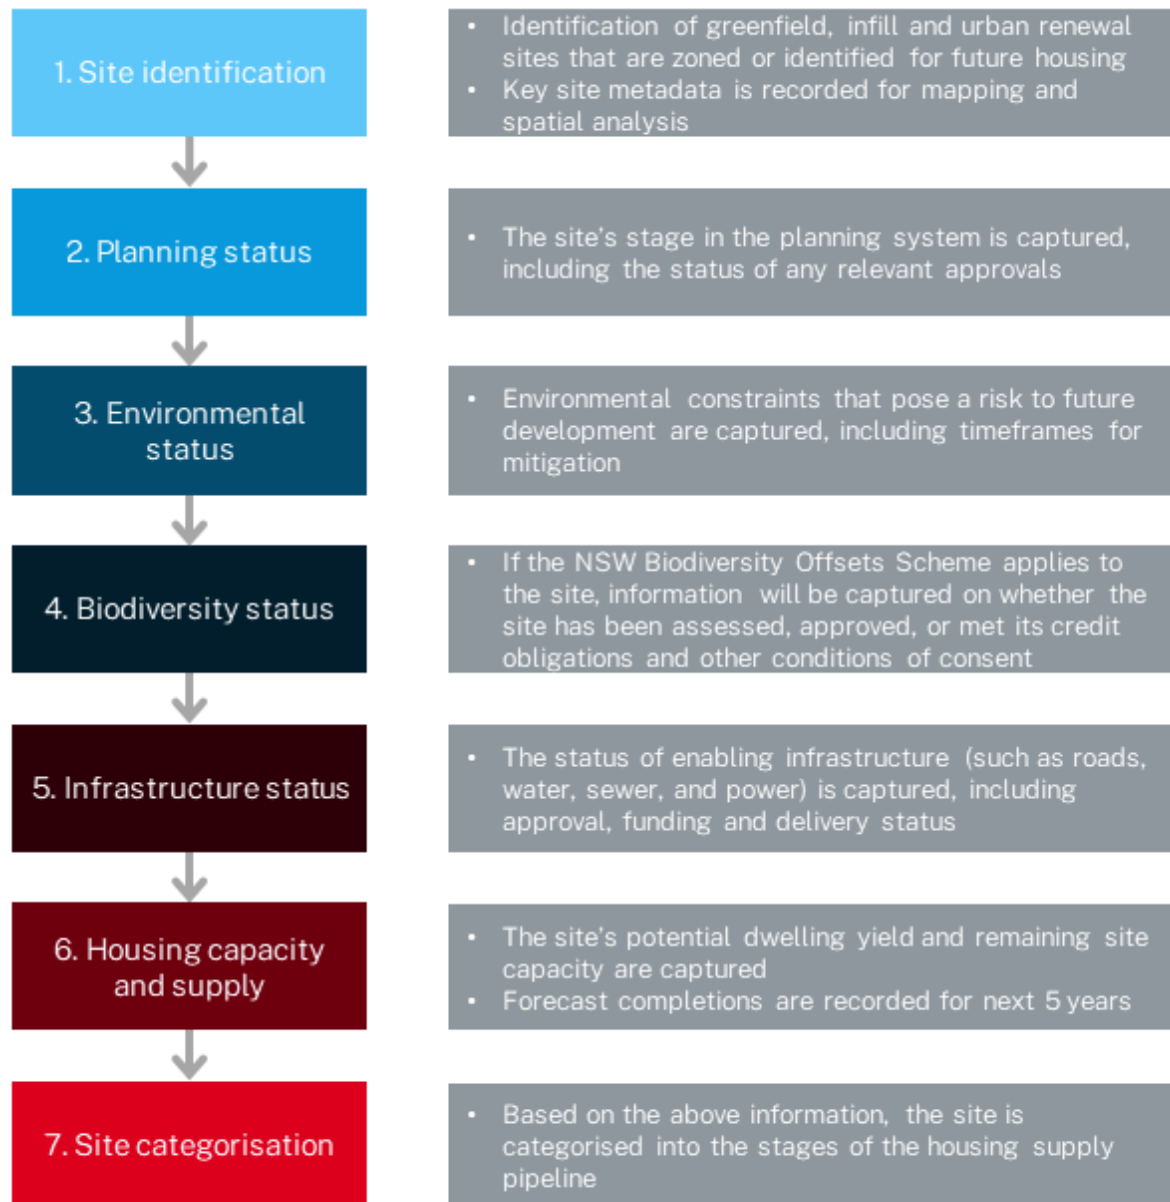 1. Site identification
• Identification of greenfield, infill and urban renewal
sites that are zoned or identified for future housing
• Key site metadata is recorded for mapping and
spatial analysis
2. Planning status
• The site's stage in the planning system is captured,
including the status of any relevant approvals
3. Environmental
status
• Environmental constraints that pose a risk to future
development are captured, including timeframes for
mitigation
4. Biodiversity status
• If the NSW Biodiversity Offsets Scheme applies to
the site, information will be captured on whether the
site has been assessed, approved, or met its credit
obligations and other conditions of consent
5. Infrastructure status
• The status of enabling infrastructure (such as roads,
water, sewer, and power) is captured, including
approval, funding and delivery status
6. Housing capacity
and supply
• The site's potential dwelling yield and remaining site
capacity are captured
• Forecast completions are recorded for next 5 years
7. Site categorisation
• Based on the above information, the site is
categorised into the stages of the housing supply
pipeline